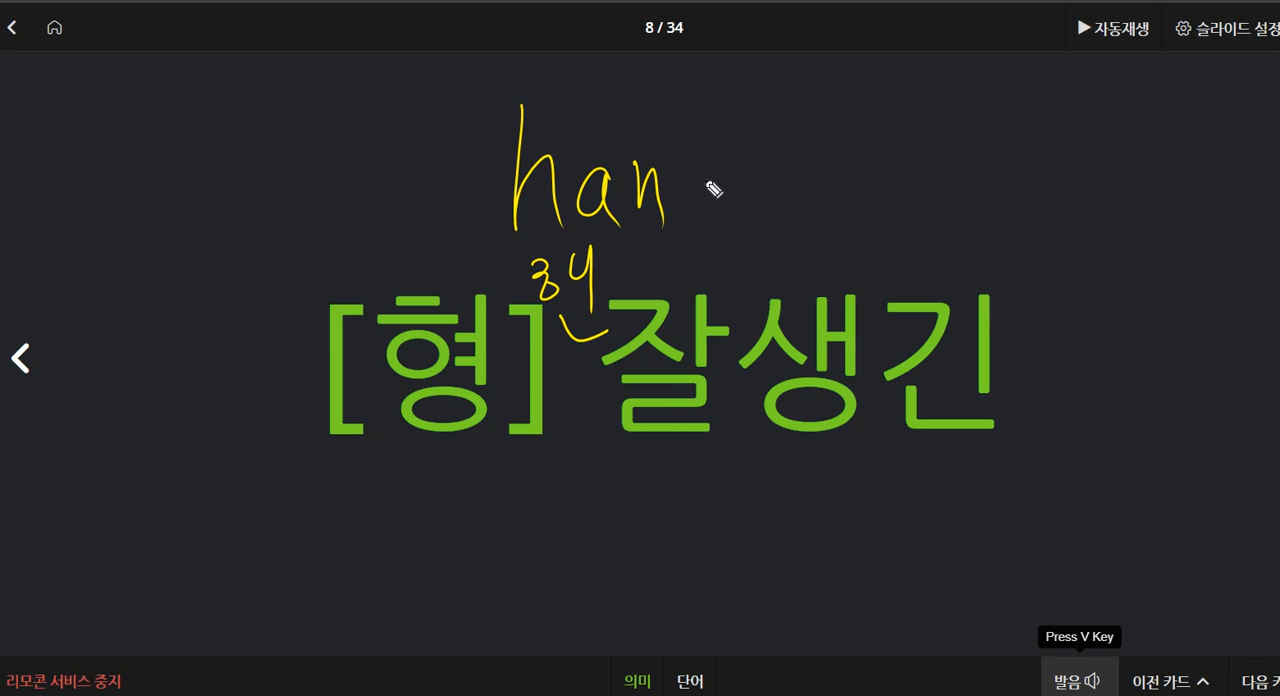 8 / 34
▶자동재생
슬라이드 설정
han
[형] 잘생긴
Press V Key
리모콘 서비스 중지
의미
단어
발음
이전 카드
다음